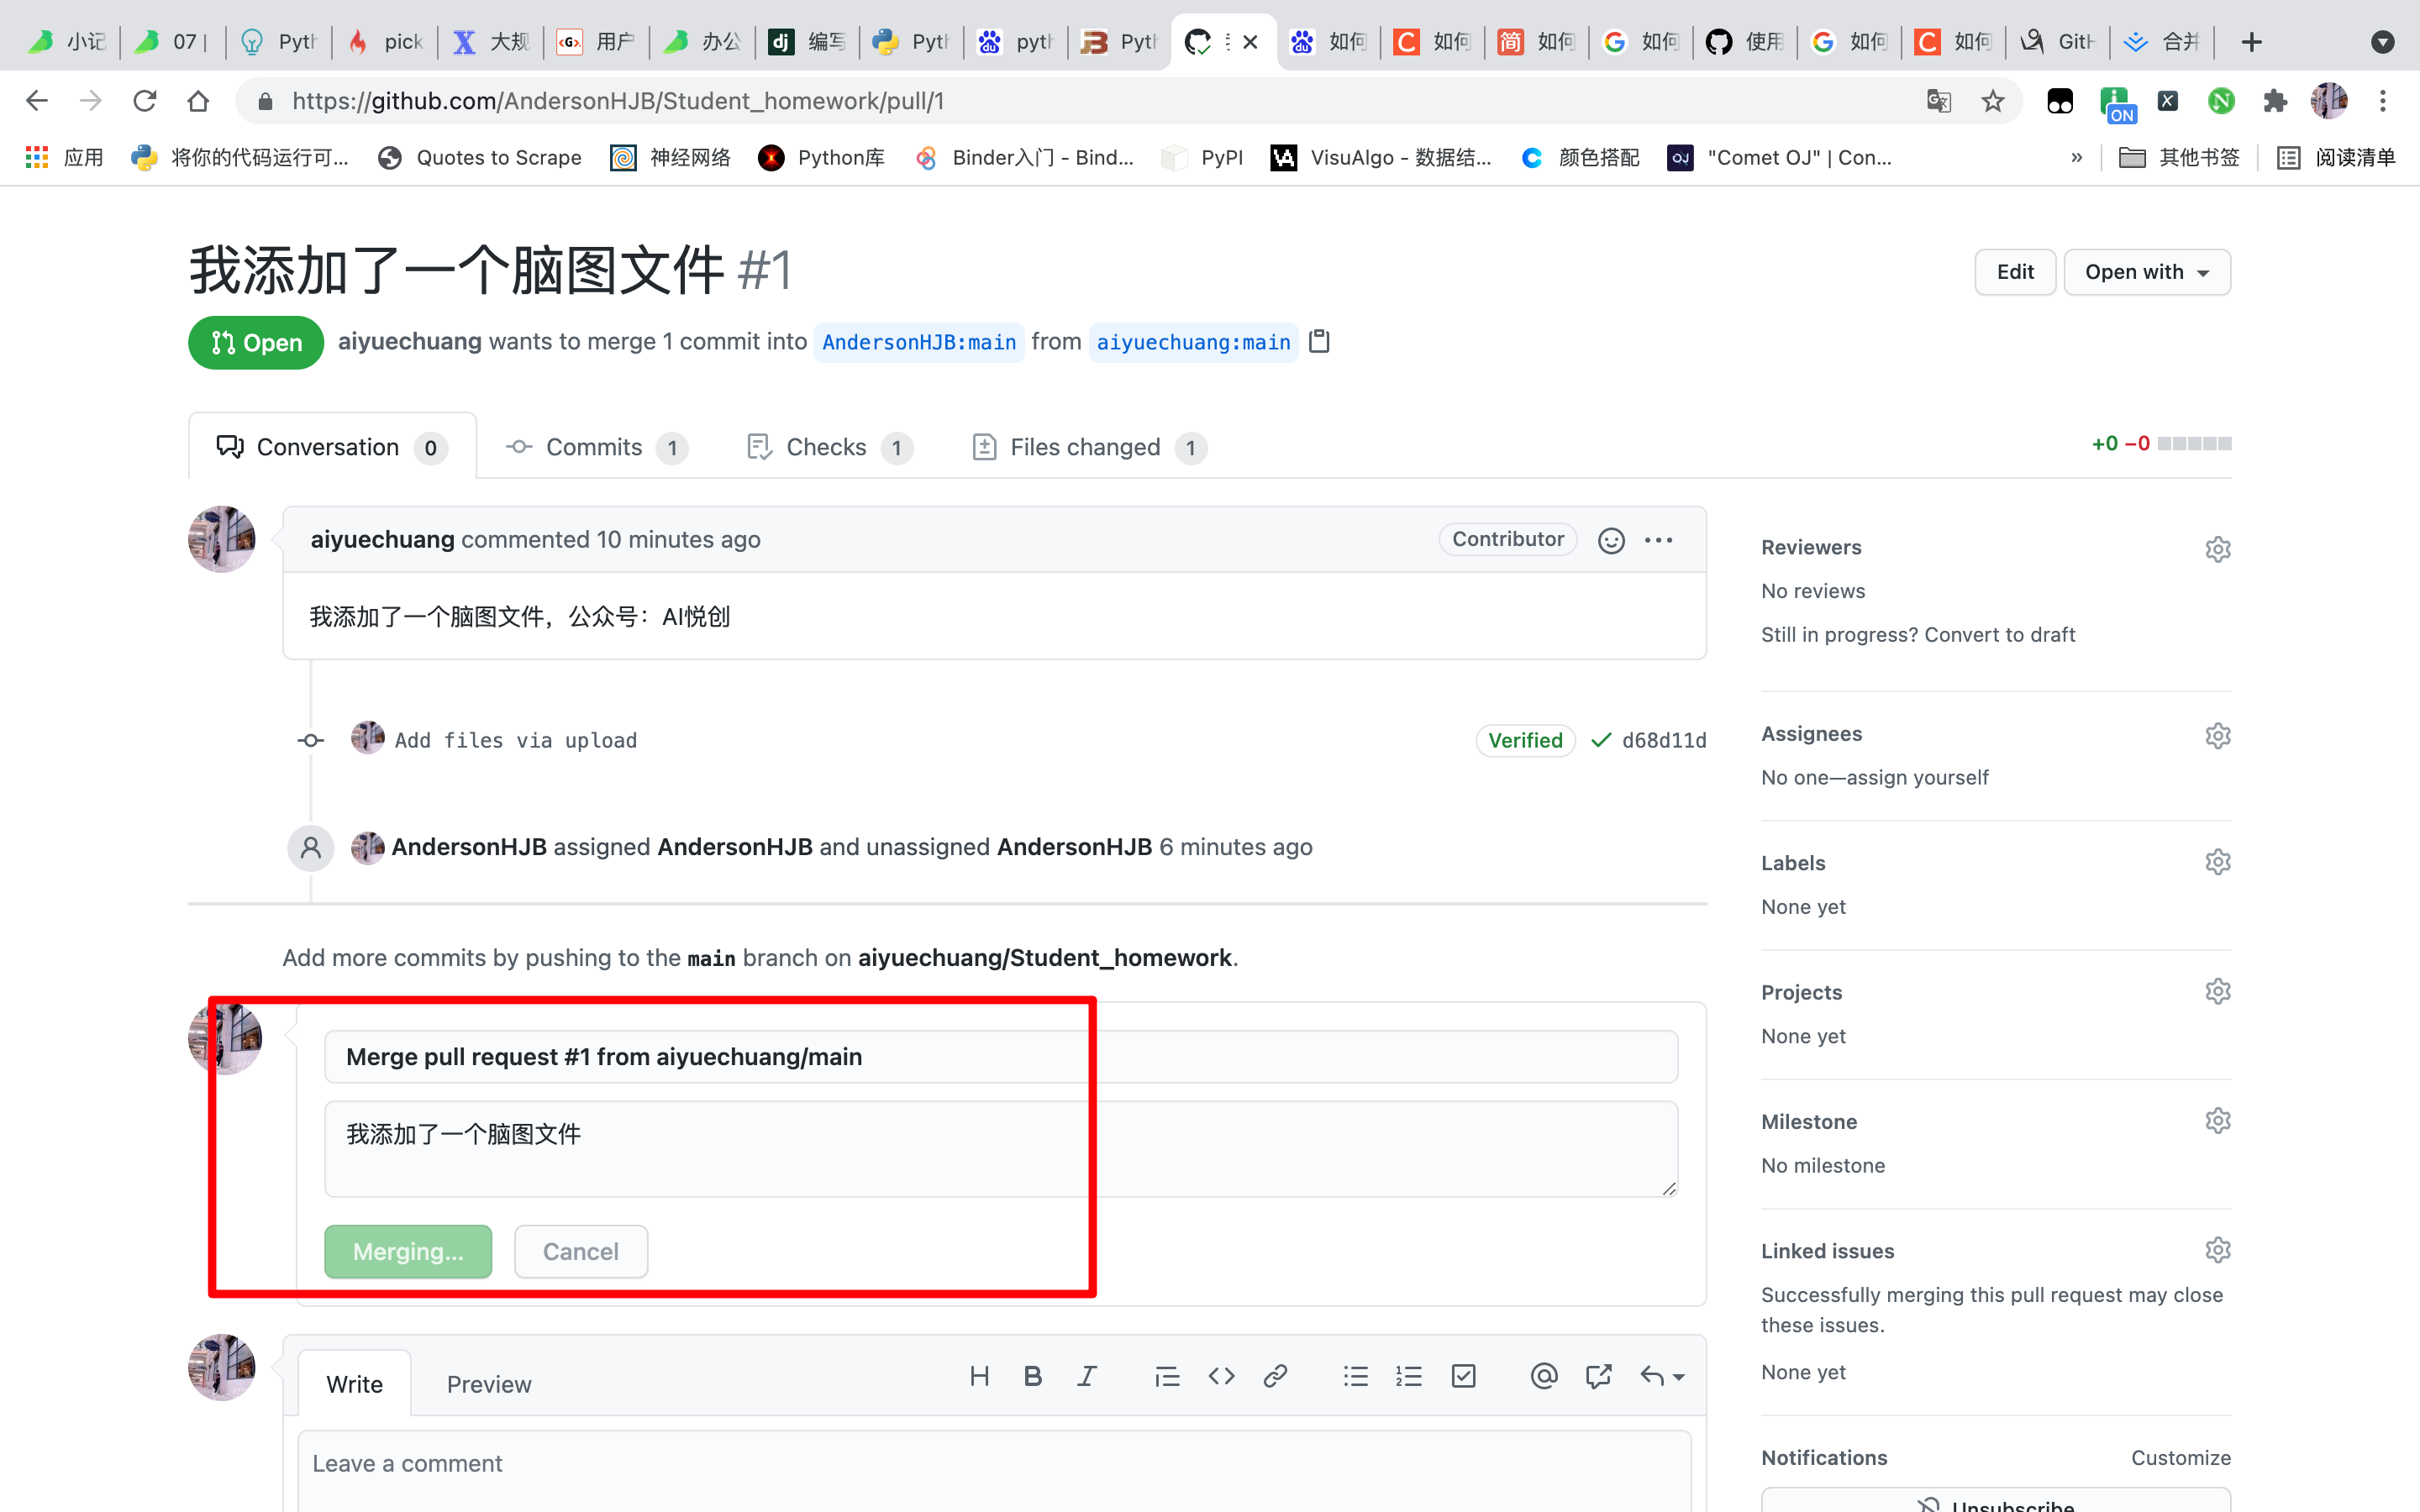 小记
07 |
Pyth
pick
大规
用户
办公
编写
Pyth
pyth
Pyth
如何
如何
如何
如何
使用
如何
如何
GitH
合并
https://github.com/AndersonHJB/Student_homework/pull/1
ON
应用
将你的代码运行可...
Quotes to Scrape
神经网络
Python库
Binder入门 - Bind...
PyPI
VisuAlgo - 数据结...
颜色搭配
"Comet OJ" | Con...
»
其他书签
阅读清单
我添加了一个脑图文件 #1
Edit
Open with
Open
aiyuechuang wants to merge 1 commit into AndersonHJB:main from aiyuechuang:main
Conversation 0
Commits 1
Checks 1
Files changed 1
+0 −0
aiyuechuang commented 10 minutes ago
Contributor
我添加了一个脑图文件，公众号：AI悦创
Add files via upload
Verified
d68d11d
AndersonHJB assigned AndersonHJB and unassigned AndersonHJB 6 minutes ago
Add more commits by pushing to the main branch on aiyuechuang/Student_homework.
Merge pull request #1 from aiyuechuang/main
我添加了一个脑图文件
Merging...
Cancel
Write
Preview
Leave a comment
Reviewers
No reviews
Still in progress? Convert to draft
Assignees
No one—assign yourself
Labels
None yet
Projects
None yet
Milestone
No milestone
Linked issues
Successfully merging this pull request may close
these issues.
None yet
Notifications
Customize
Unsubscribe